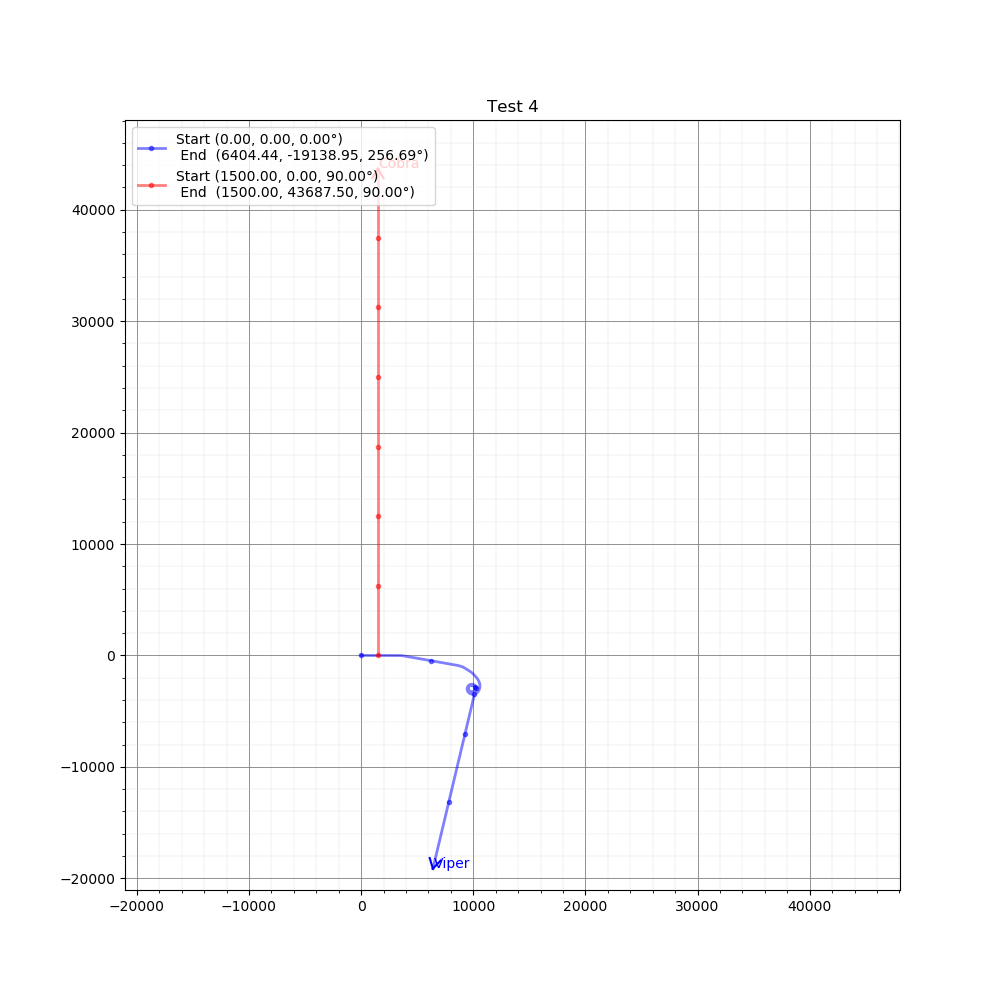 Test 4
Start (0.00, 0.00, 0.00°)
End (6404.44, -19138.95, 256.69°)
Start (1500.00, 0.00, 90.00°)
End (1500.00, 43687.50, 90.00°)
Cobra
40000
30000
20000
10000
0
−10000
−20000
Viper
−20000 −10000 0 10000 20000 30000 40000